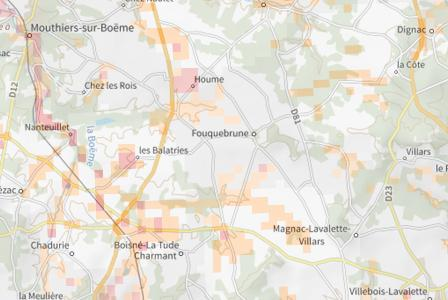 Mouthiers-sur-Boëme
Dignac
la Côte
Houme
Chez les Rois
D12
D81
Nanteuillet
Fouquebrune
la Boëme
les Balatries
Villars
D23
Magnac-Lavalette-
Villars
Chadurie
Boisné-La Tude
Charmant
la Meulière
Villebois-Lavalette